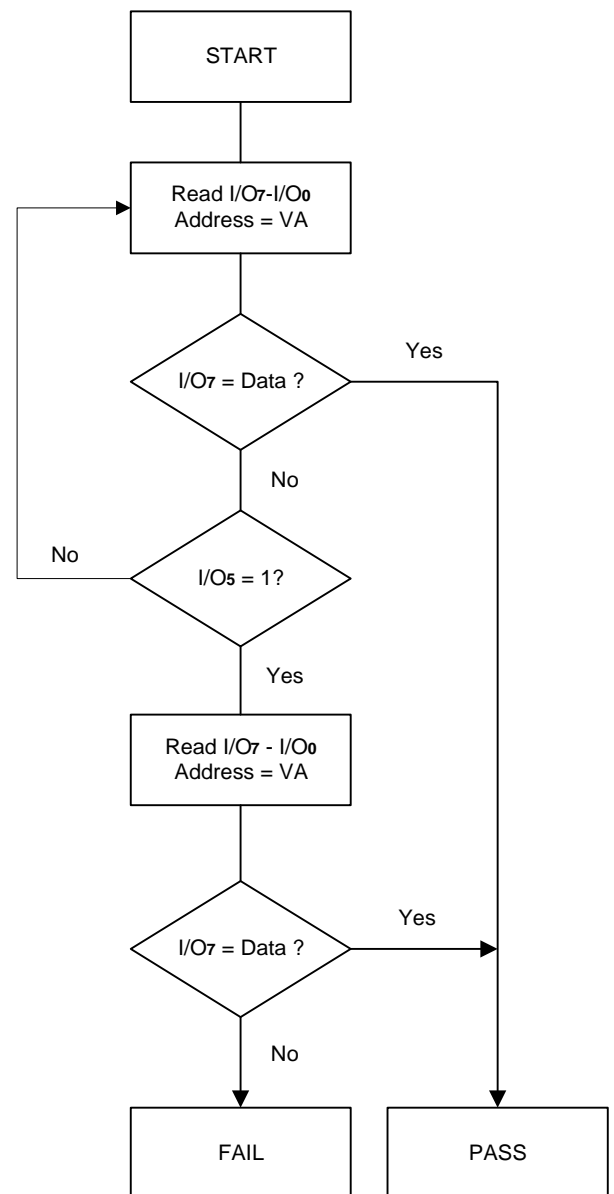 START
Read I/O7-I/O0
Address = VA
I/O7 = Data ?
Yes
No
I/O5 = 1?
No
Yes
Read I/O7 - I/O0
Address = VA
I/O7 = Data ?
Yes
No
FAIL
PASS